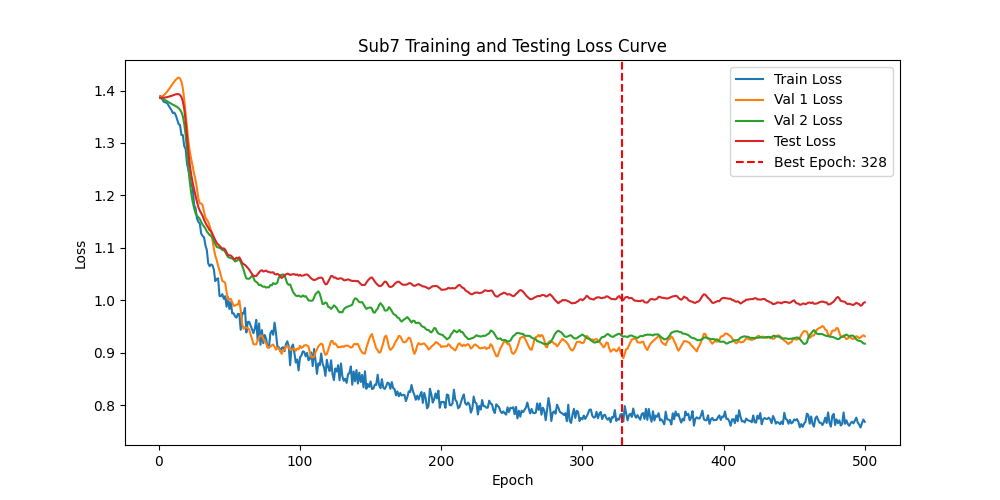 Sub7 Training and Testing Loss Curve
Loss
1.4
1.3
1.2
1.1
1.0
0.9
0.8
Train Loss
Val 1 Loss
Val 2 Loss
Test Loss
Best Epoch: 328
0 100 200 300 400 500
Epoch